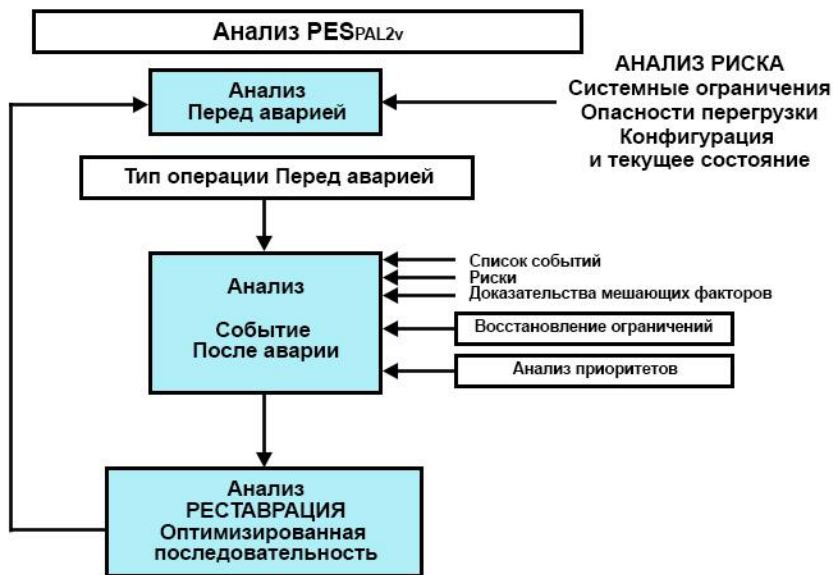 Анализ PESPAL2v
Анализ
Перед аварией
АНАЛИЗ РИСКА
Системные ограничения
Опасности перегрузки
Конфигурация
и текущее состояние
Тип операции Перед аварией
Анализ
Событие
После аварии
Список событий
Риски
Доказательства мешающих факторов
Восстановление ограничений
Анализ приоритетов
Анализ
РЕСТАВРАЦИЯ
Оптимизированная
последовательность